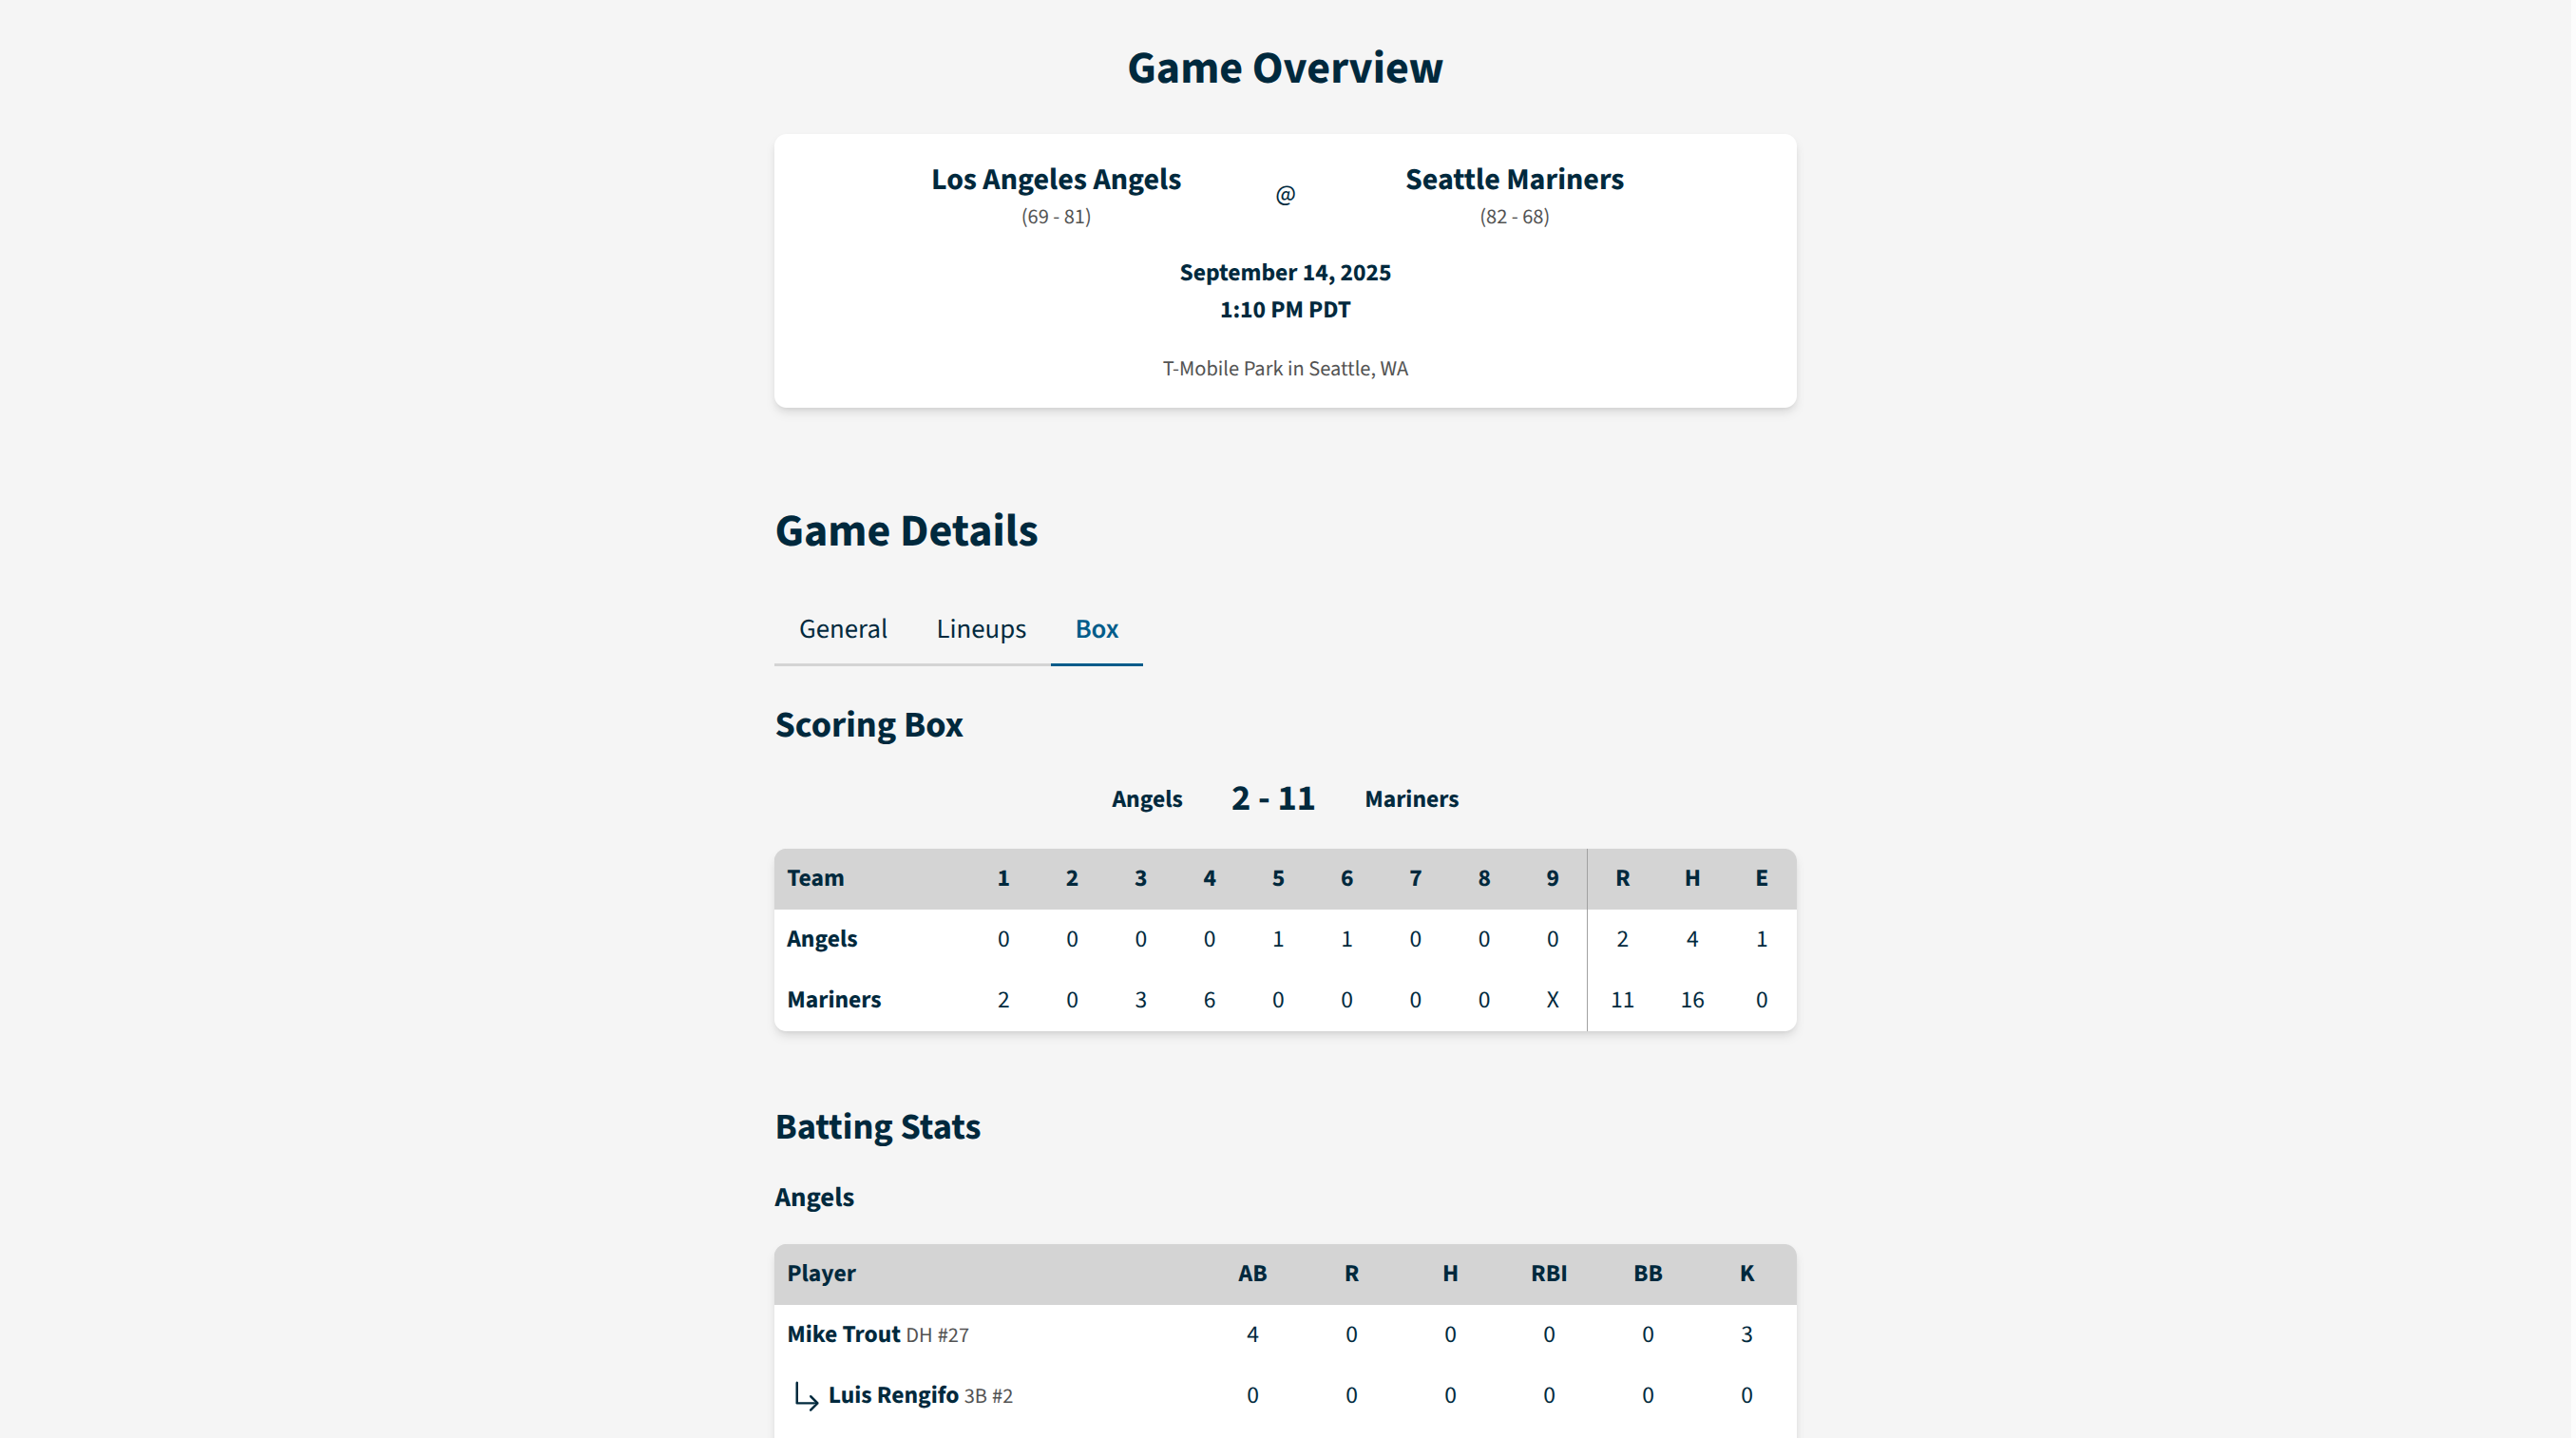 Game Overview
Los Angeles Angels @ Seattle Mariners
(69 - 81) (82 - 68)
September 14, 2025
1:10 PM PDT
T-Mobile Park in Seattle, WA
Game Details
General Lineups Box
Scoring Box
Angels 2 - 11 Mariners
Team 1 2 3 4 5 6 7 8 9 R H E
Angels 0 0 0 0 1 1 0 0 0 2 4 1
Mariners 2 0 3 6 0 0 0 0 X 11 16 0
Batting Stats
Angels
Player AB R H RBI BB K
Mike Trout DH #27 4 0 0 0 0 3
Luis Rengifo 3B #2 0 0 0 0 0 0